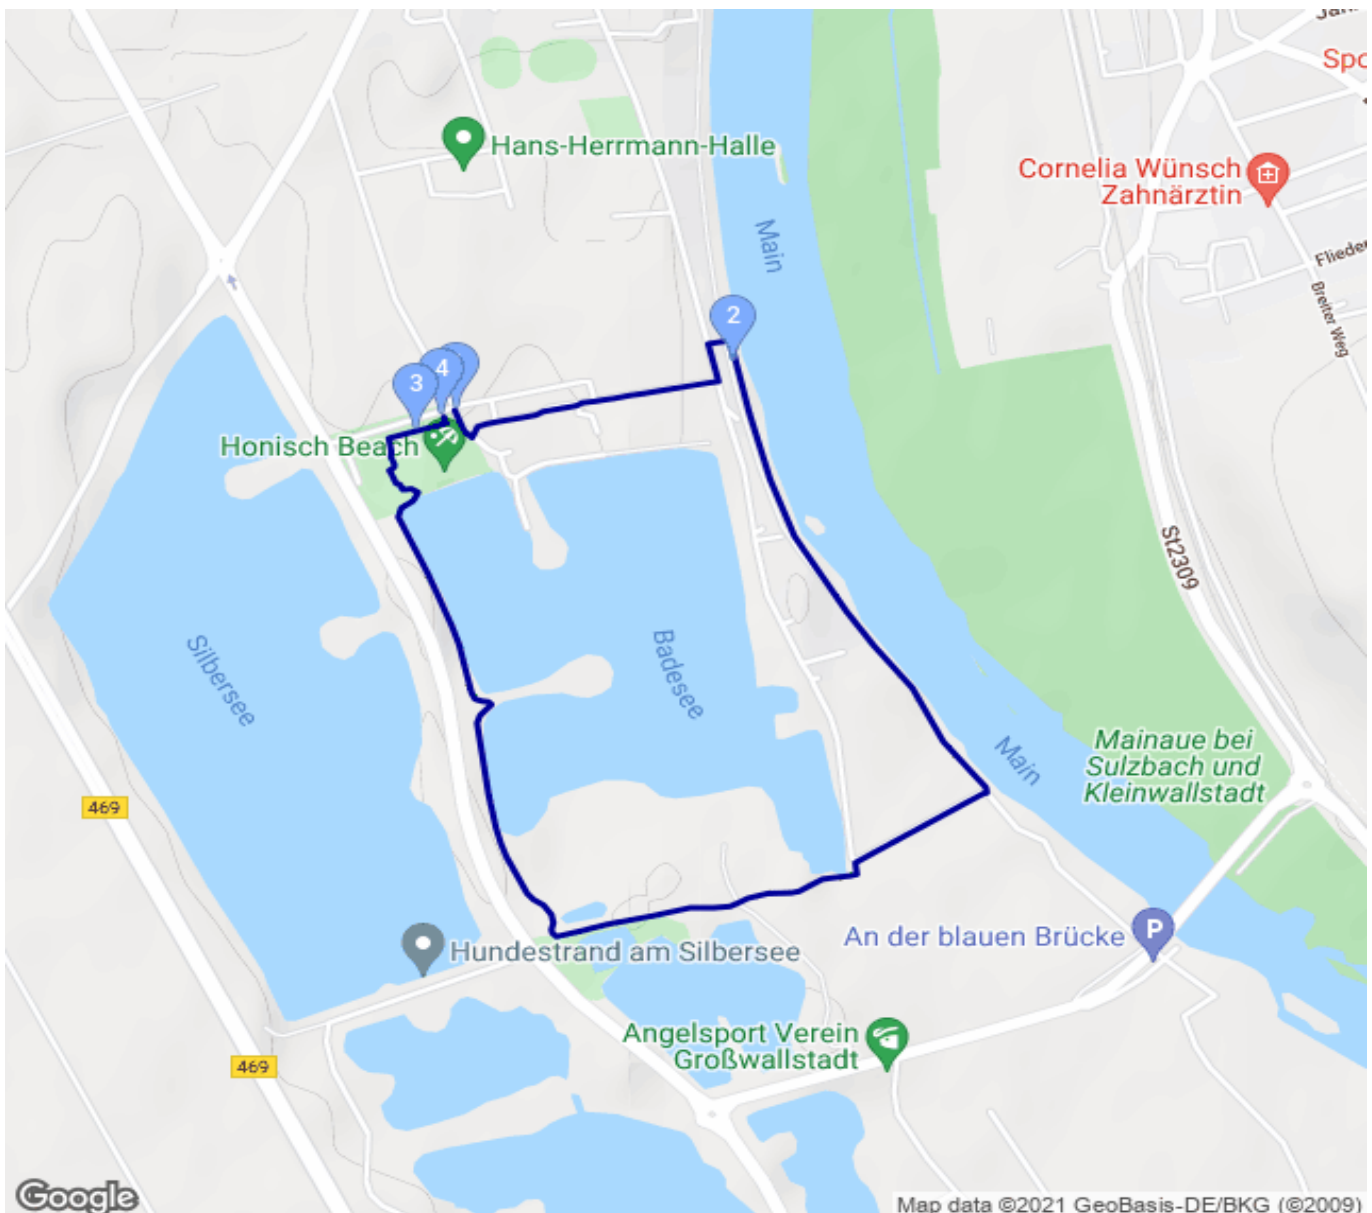 Spo
Hans-Herrmann-Halle
Cornelia Wünsch
Zahnärztin
Main
Fliede
Breiter Weg
2
4
3
Honisch Beach
St2309
Silbersee
Badesee
Main
Mainaue bei
Sulzbach und
Kleinwallstadt
469
An der blauen Brücke
P
Hundestrand am Silbersee
Angelsport Verein
Großwallstadt
469
Google
Map data ©2021 GeoBasis-DE/BKG (©2009)